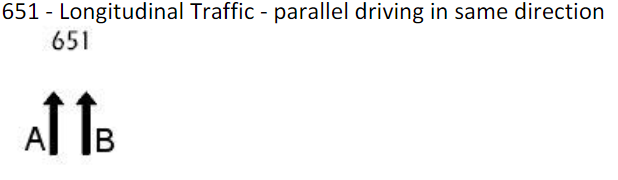 651 - Longitudinal Traffic - parallel driving in same direction
651
A B